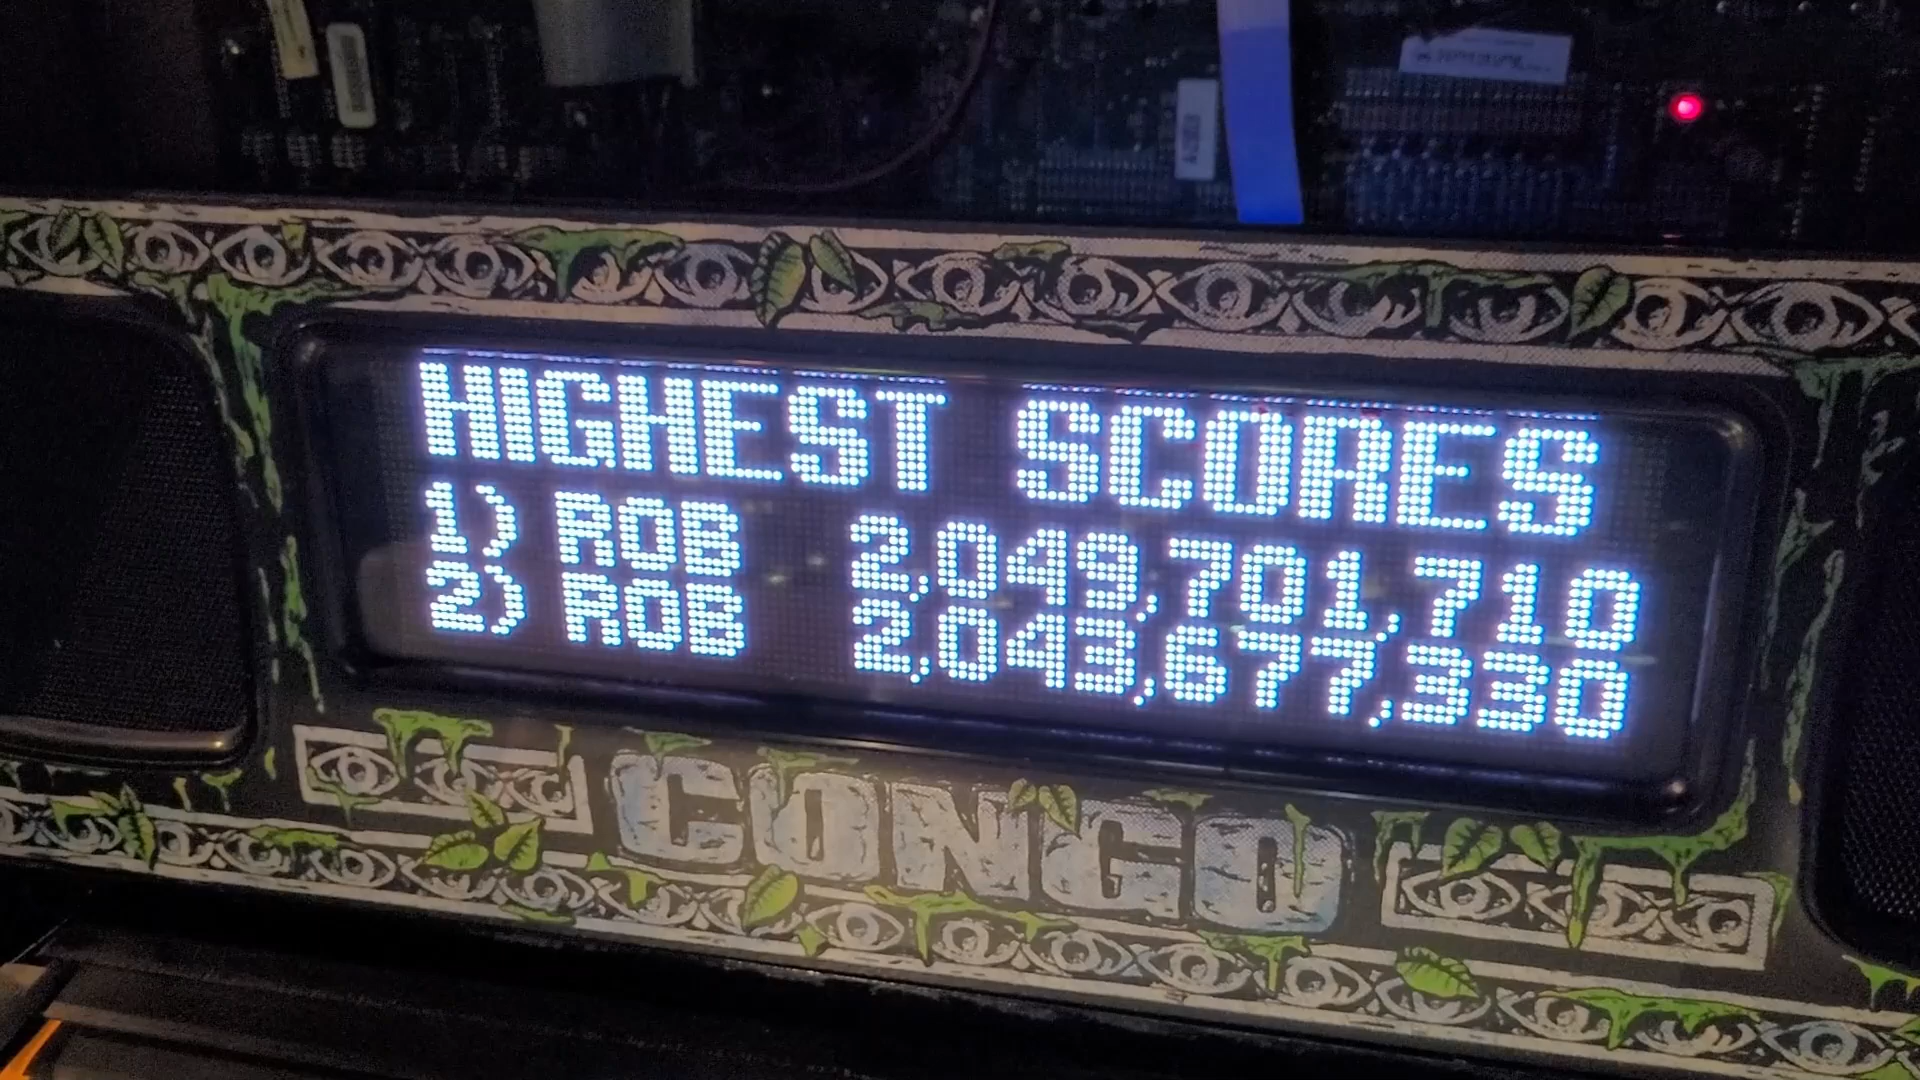 HIGHEST SCORES
1) ROB 2,049,701,710
2) ROB 2,043,677,330
CONGO